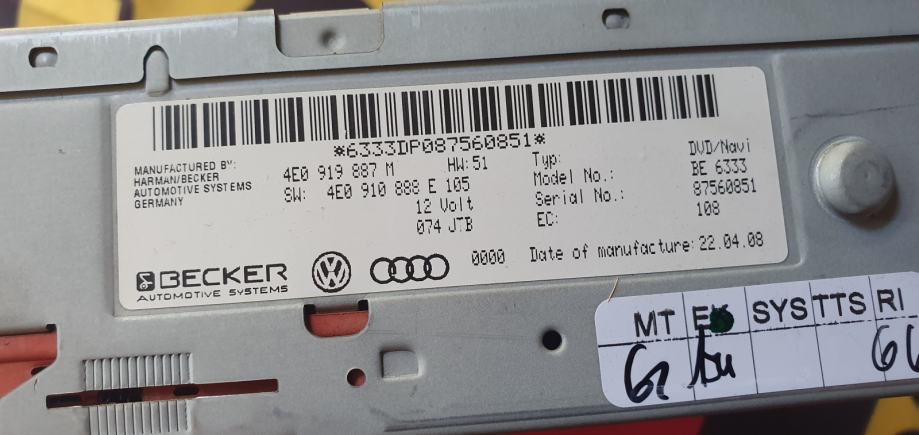 *6333DP087560851*
MANUFACTURED BY:
HARMAN/BECKER
AUTOMOTIVE SYSTEMS
GERMANY
4E0 919 887 M HW:51
SW: 4E0 910 888 E 105
12 Volt
074 JTB
Typ: DVD/Navi
Model No.: BE 6333
Serial No.: 87560851
EC: 108
0000 Date of manufacture: 22.04.08
BECKER
AUTOMOTIVE SYSTEMS
MT SYS TTS RI